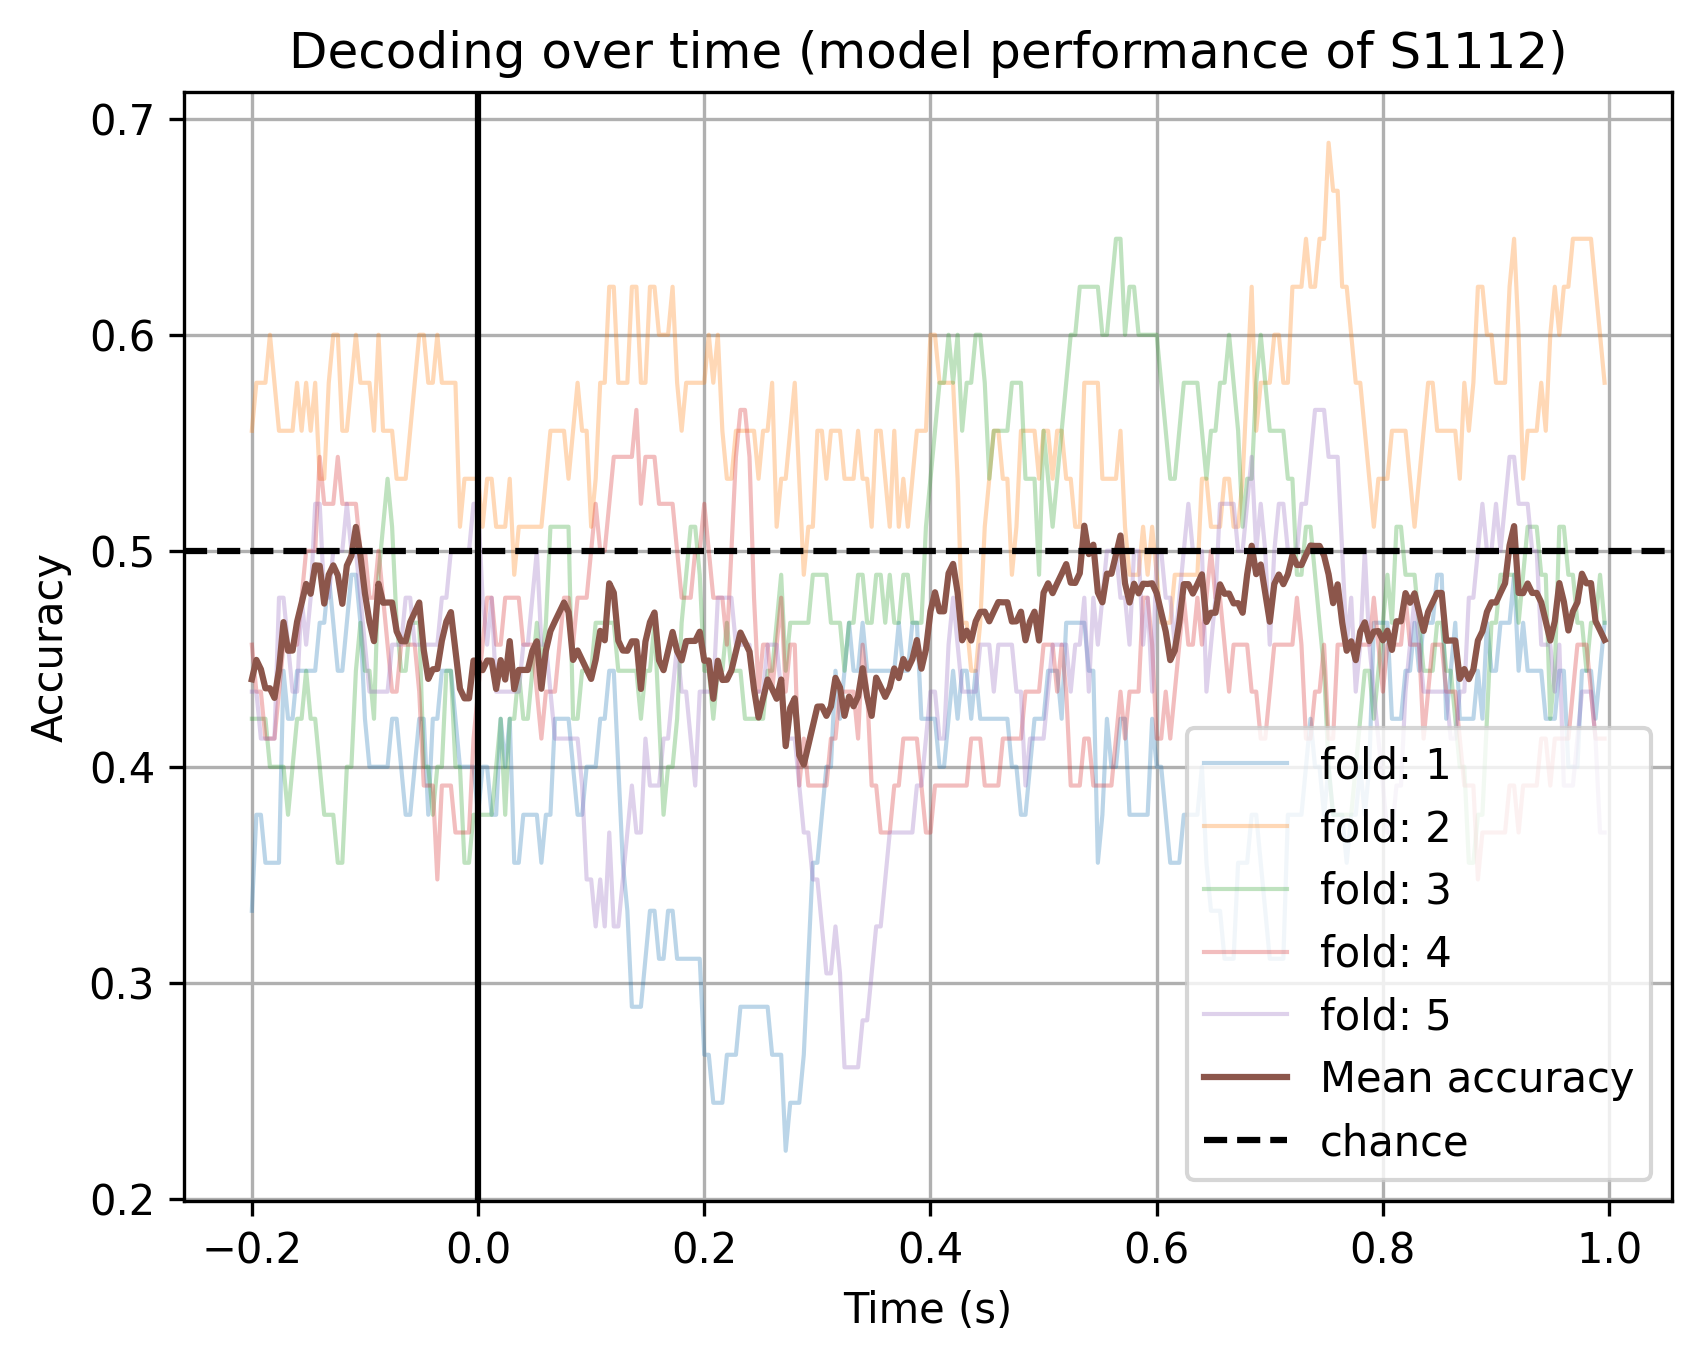 Decoding over time (model performance of S1112)
Accuracy
0.7
0.6
0.5
0.4
0.3
0.2
−0.2 0.0 0.2 0.4 0.6 0.8 1.0
Time (s)
fold: 1
fold: 2
fold: 3
fold: 4
fold: 5
Mean accuracy
chance